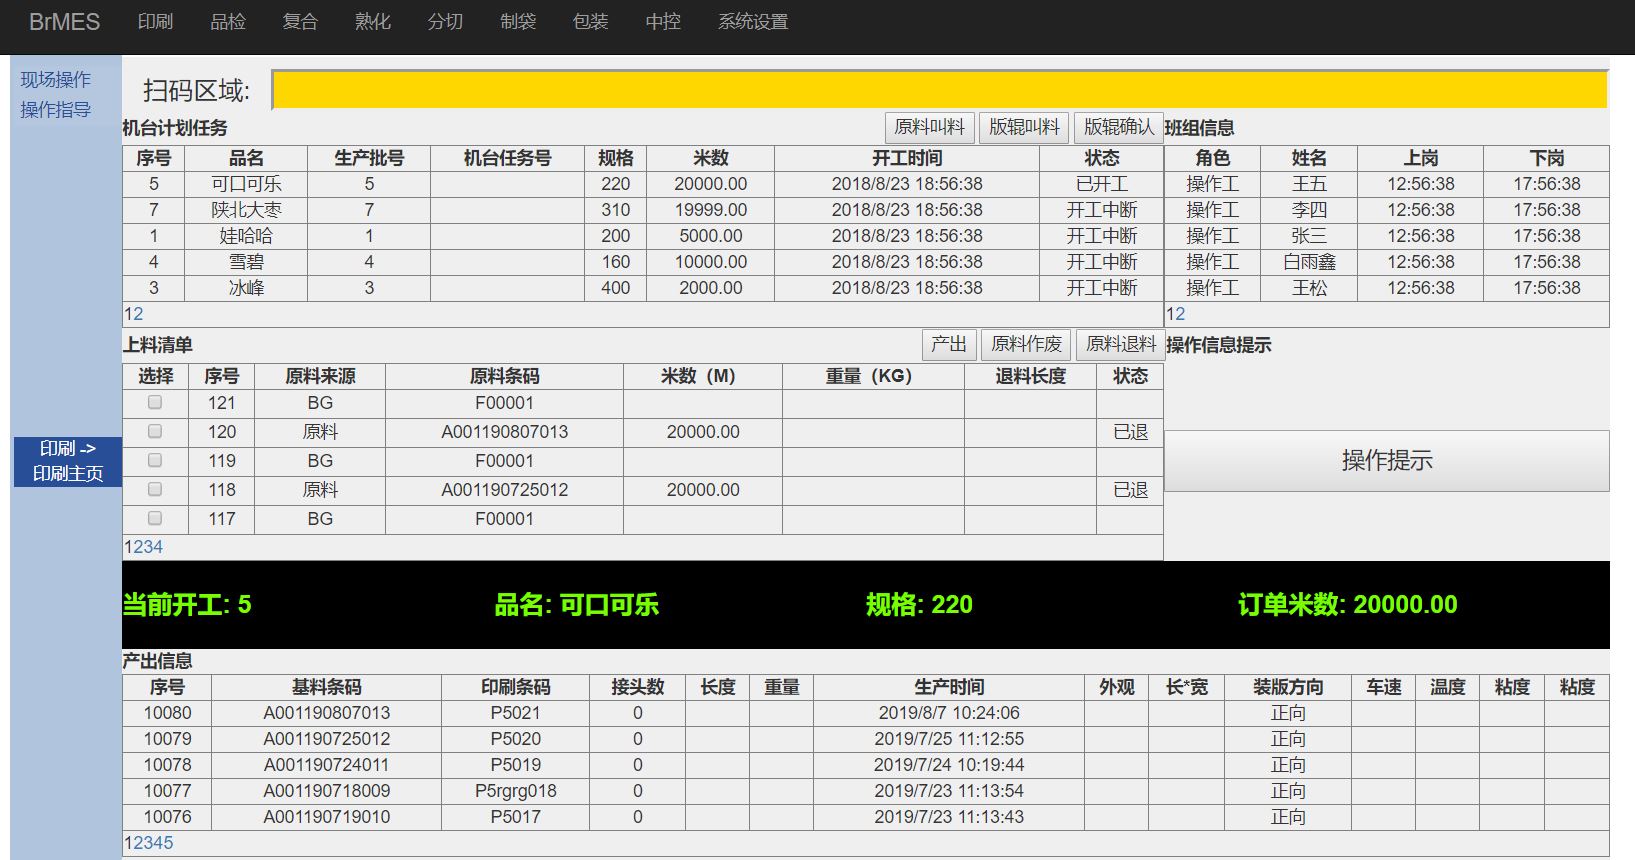 BrMES 印刷 品检 复合 熟化 分切 制袋 包装 中控 系统设置
现场操作
操作指导
印刷 ->
印刷主页
扫码区域:
机台计划任务 原料叫料 版辊叫料 版辊确认
序号 品名 生产批号 机台任务号 规格 米数 开工时间 状态
5 可口可乐 5 220 20000.00 2018/8/23 18:56:38 已开工
7 陕北大枣 7 310 19999.00 2018/8/23 18:56:38 开工中断
1 娃哈哈 1 200 5000.00 2018/8/23 18:56:38 开工中断
4 雪碧 4 160 10000.00 2018/8/23 18:56:38 开工中断
3 冰峰 3 400 2000.00 2018/8/23 18:56:38 开工中断
12
班组信息
角色 姓名 上岗 下岗
操作工 王五 12:56:38 17:56:38
操作工 李四 12:56:38 17:56:38
操作工 张三 12:56:38 17:56:38
操作工 白雨鑫 12:56:38 17:56:38
操作工 王松 12:56:38 17:56:38
12
上料清单 产出 原料作废 原料退料
选择 序号 原料来源 原料条码 米数（M） 重量（KG） 退料长度 状态
121 BG F00001
120 原料 A001190807013 20000.00 已退
119 BG F00001
118 原料 A001190725012 20000.00 已退
117 BG F00001
1234
操作信息提示
操作提示
当前开工: 5 品名: 可口可乐 规格: 220 订单米数: 20000.00
产出信息
序号 基料条码 印刷条码 接头数 长度 重量 生产时间 外观 长*宽 装版方向 车速 温度 粘度 粘度
10080 A001190807013 P5021 0 2019/8/7 10:24:06 正向
10079 A001190725012 P5020 0 2019/7/25 11:12:55 正向
10078 A001190724011 P5019 0 2019/7/24 10:19:44 正向
10077 A001190718009 P5rgrg018 0 2019/7/23 11:13:54 正向
10076 A001190719010 P5017 0 2019/7/23 11:13:43 正向
12345